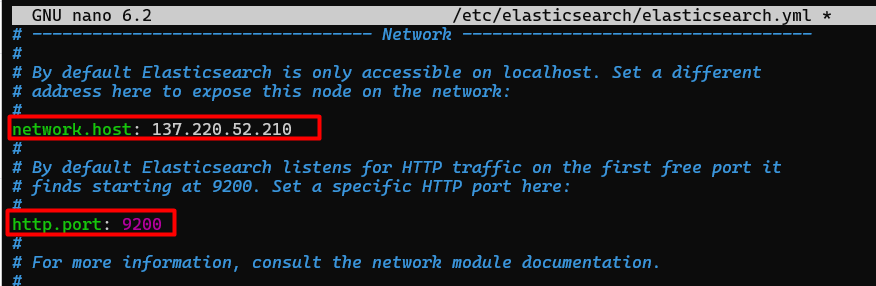 GNU nano 6.2 /etc/elasticsearch/elasticsearch.yml *
# ---------------------------------- Network -----------------------------------
#
# By default Elasticsearch is only accessible on localhost. Set a different
# address here to expose this node on the network:
#
network.host: 137.220.52.210
#
# By default Elasticsearch listens for HTTP traffic on the first free port it
# finds starting at 9200. Set a specific HTTP port here:
#
http.port: 9200
#
# For more information, consult the network module documentation.
#